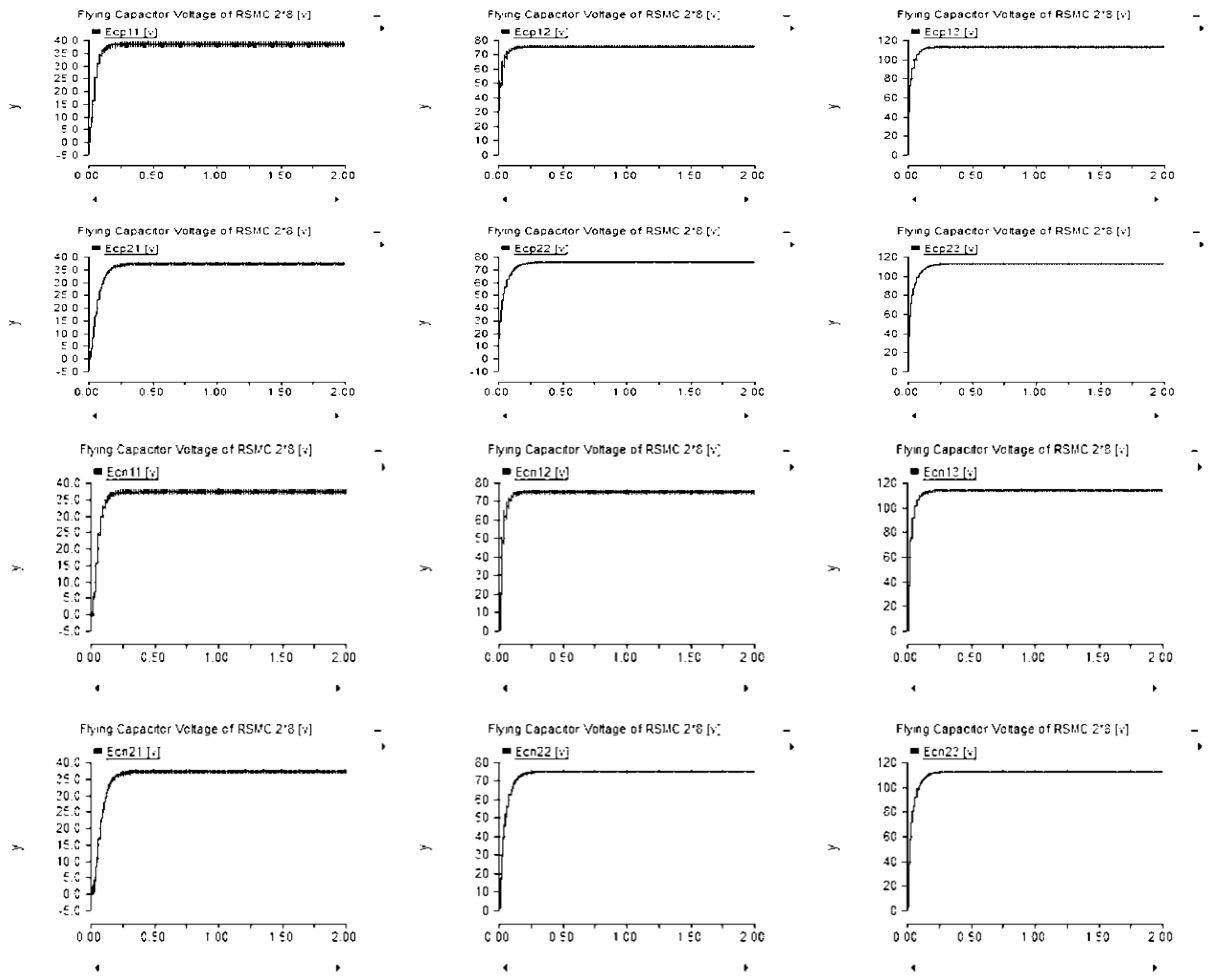 Flying Capacitor Voltage of RSMC 2*8 [v]
Ecp11 [v]
40.0
35.0
30.0
25.0
20.0
15.0
10.0
5.0
0.0
-5.0
y
0.00 0.50 1.00 1.50 2.00
Flying Capacitor Voltage of RSMC 2*8 [v]
Ecp12 [v]
80
70
60
50
40
30
20
10
0
y
0.00 0.50 1.00 1.50 2.00
Flying Capacitor Voltage of RSMC 2*8 [v]
Ecp13 [v]
120
100
80
60
40
20
0
y
0.00 0.50 1.00 1.50 2.00
Flying Capacitor Voltage of RSMC 2*8 [v]
Ecp21 [v]
40.0
35.0
30.0
25.0
20.0
15.0
10.0
5.0
0.0
-5.0
y
0.00 0.50 1.00 1.50 2.00
Flying Capacitor Voltage of RSMC 2*8 [v]
Ecp22 [v]
80
70
60
50
40
30
20
10
0
-10
y
0.00 0.50 1.00 1.50 2.00
Flying Capacitor Voltage of RSMC 2*8 [v]
Ecp23 [v]
120
100
80
60
40
20
0
y
0.00 0.50 1.00 1.50 2.00
Flying Capacitor Voltage of RSMC 2*8 [v]
Ecn11 [v]
40.0
35.0
30.0
25.0
20.0
15.0
10.0
5.0
0.0
-5.0
y
0.00 0.50 1.00 1.50 2.00
Flying Capacitor Voltage of RSMC 2*8 [v]
Ecn12 [v]
80
70
60
50
40
30
20
10
0
y
0.00 0.50 1.00 1.50 2.00
Flying Capacitor Voltage of RSMC 2*8 [v]
Ecn13 [v]
120
100
80
60
40
20
0
y
0.00 0.50 1.00 1.50 2.00
Flying Capacitor Voltage of RSMC 2*8 [v]
Ecn21 [v]
40.0
35.0
30.0
25.0
20.0
15.0
10.0
5.0
0.0
-5.0
y
0.00 0.50 1.00 1.50 2.00
Flying Capacitor Voltage of RSMC 2*8 [v]
Ecn22 [v]
80
70
60
50
40
30
20
10
0
y
0.00 0.50 1.00 1.50 2.00
Flying Capacitor Voltage of RSMC 2*8 [v]
Ecn23 [v]
120
100
80
60
40
20
0
y
0.00 0.50 1.00 1.50 2.00